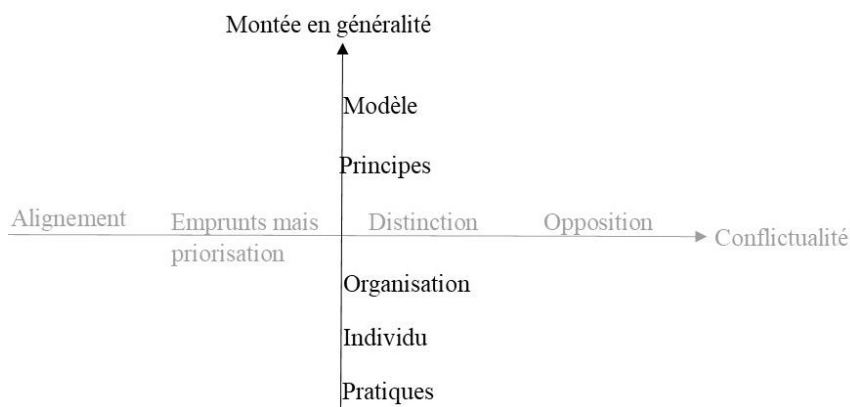 Montée en généralité
Modèle
Principes
Alignement
Emprunts mais
priorisation
Distinction
Opposition
Conflictualité
Organisation
Individu
Pratiques